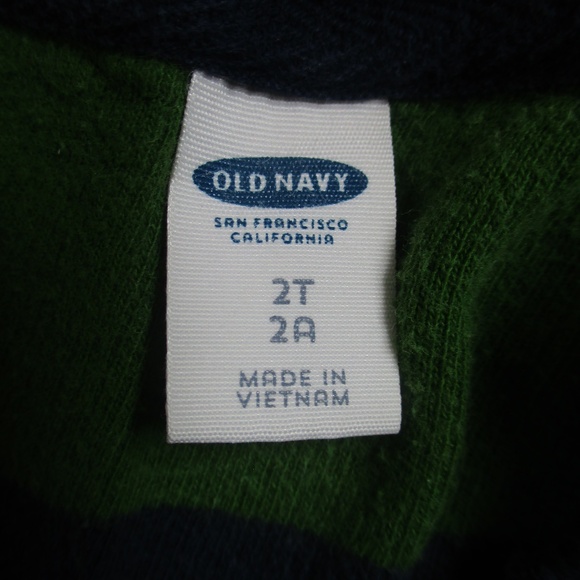 OLD NAVY
SAN FRANCISCO
CALIFORNIA
2T
2A
MADE IN
VIETNAM